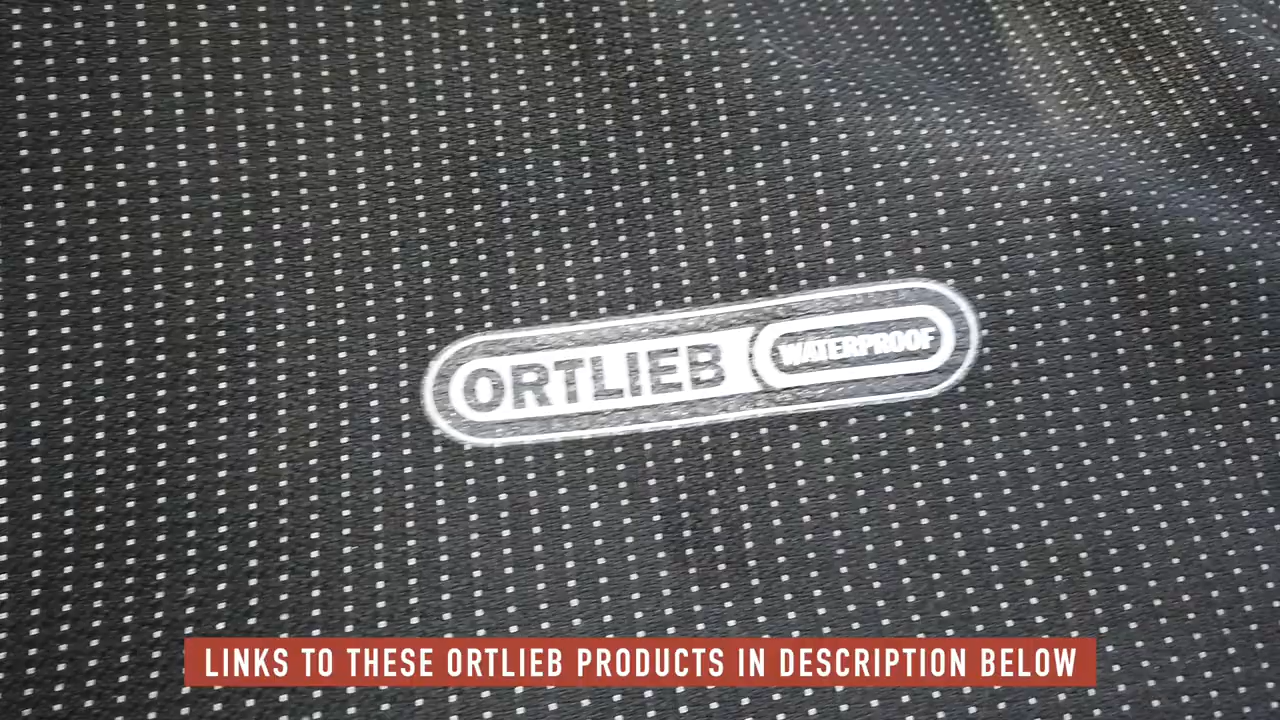 ORTLIEB WATERPROOF
LINKS TO THESE ORTLIEB PRODUCTS IN DESCRIPTION BELOW